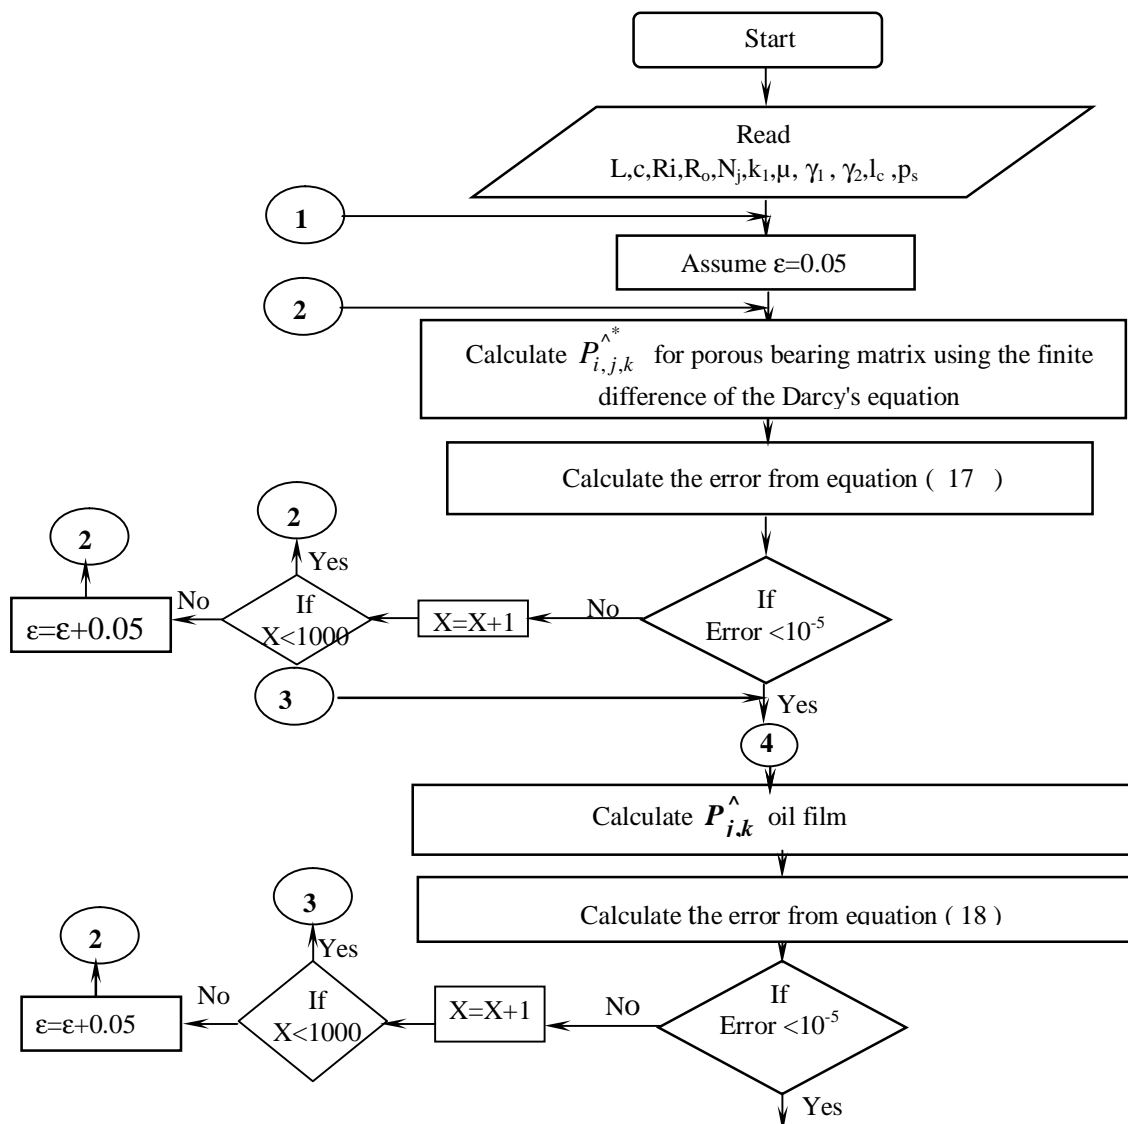 Start
Read
L,c,Ri,Rₒ,Nⱼ,k₁,μ, γ₁ , γ₂,l_c ,pₛ
1
Assume ε=0.05
2
Calculate P^*_{i,j,k} for porous bearing matrix using the finite
difference of the Darcy's equation
Calculate the error from equation ( 17 )
2
2
Yes
No
If
X<1000
ε=ε+0.05
X=X+1
No
If
Error <10⁻⁵
3
Yes
4
Calculate P^_{j,k} oil film
Calculate the error from equation ( 18 )
3
2
Yes
No
If
X<1000
ε=ε+0.05
X=X+1
No
If
Error <10⁻⁵
Yes